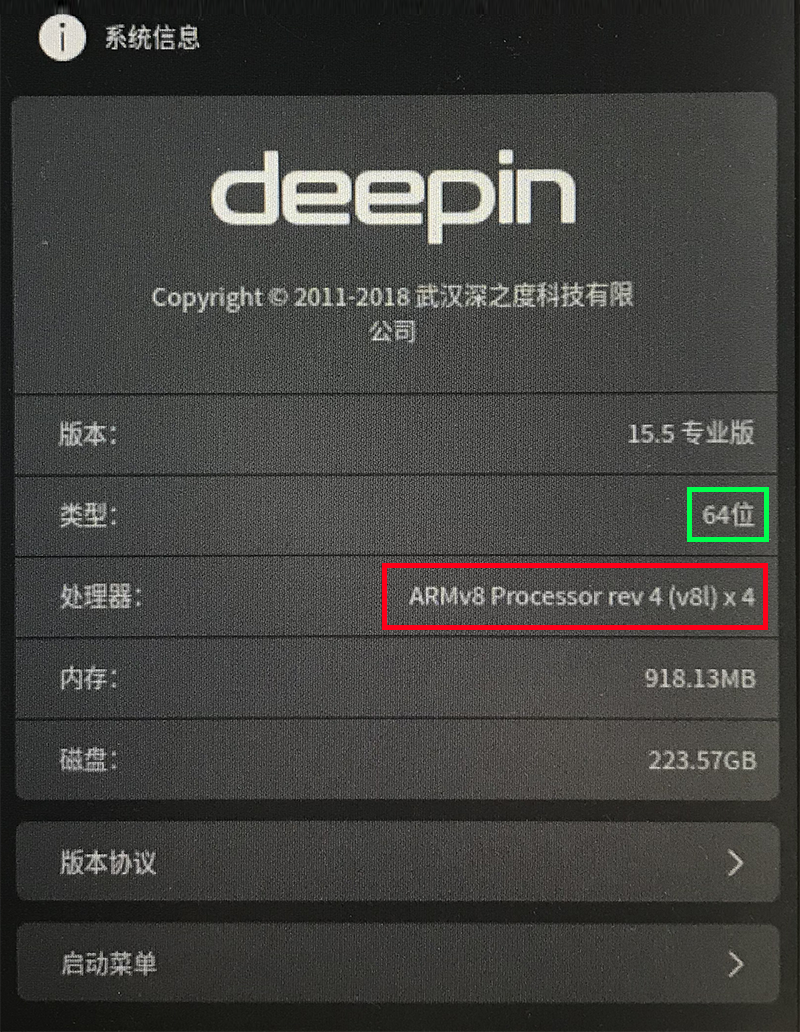 系统信息
deepin
Copyright © 2011-2018 武汉深之度科技有限
公司
版本： 15.5 专业版
类型： 64位
处理器： ARMv8 Processor rev 4 (v8l) x 4
内存： 918.13MB
磁盘： 223.57GB
版本协议
启动菜单